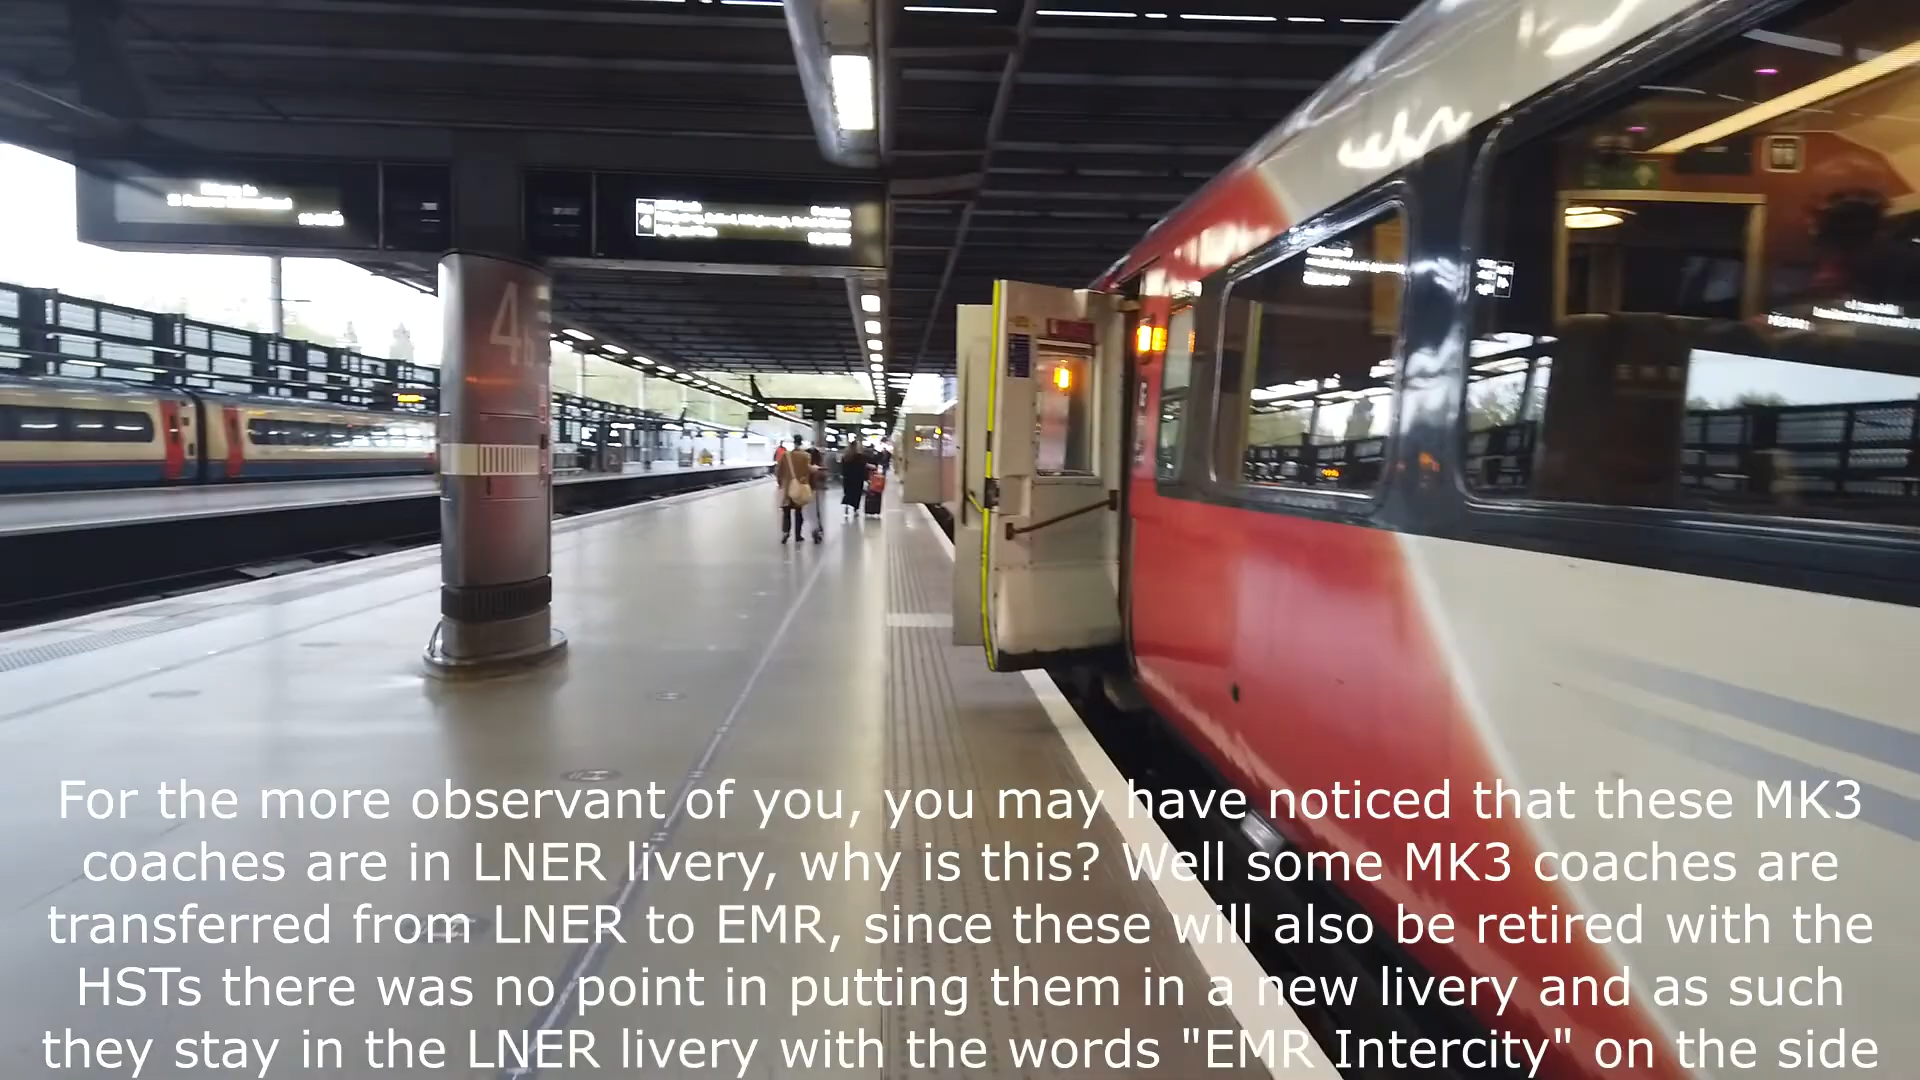 4b
For the more observant of you, you may have noticed that these MK3
coaches are in LNER livery, why is this? Well some MK3 coaches are
transferred from LNER to EMR, since these will also be retired with the
HSTs there was no point in putting them in a new livery and as such
they stay in the LNER livery with the words "EMR Intercity" on the side